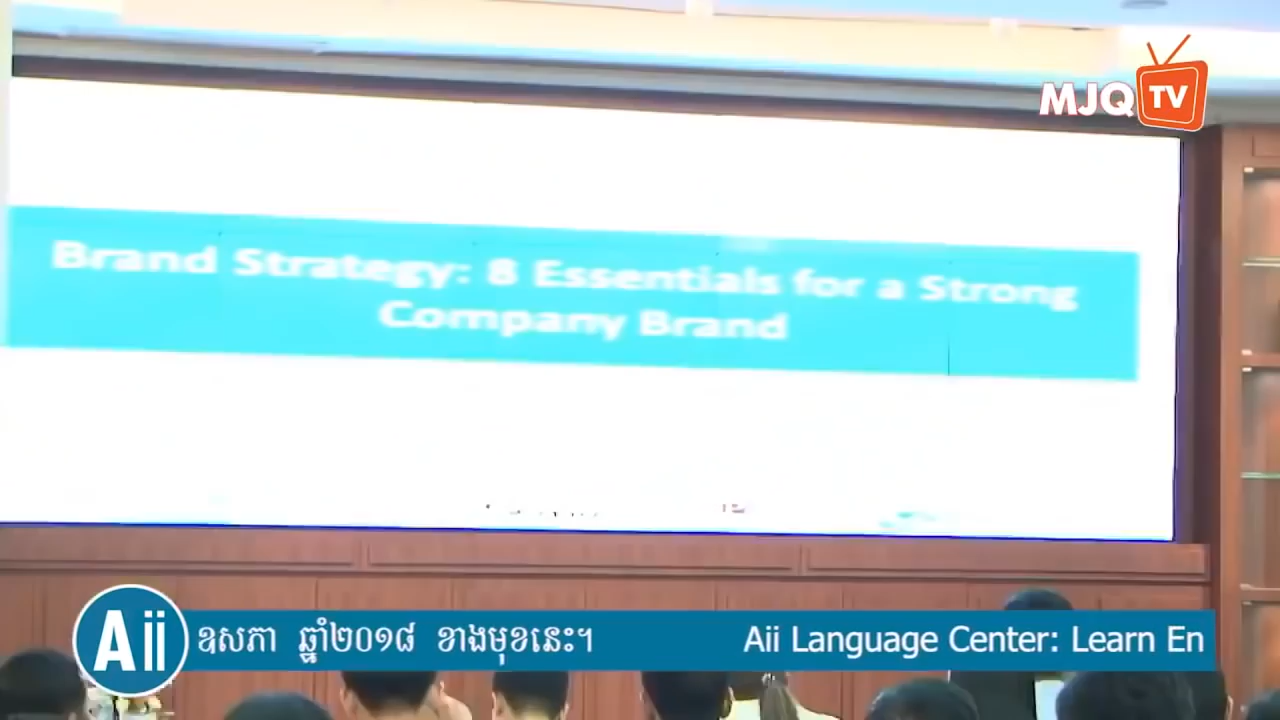 MJQ TV
Brand Strategy: 8 Essentials for a Strong
Company Brand
Aii
ឧសភា ឆ្នាំ២០១៨ ខាងមុខនេះ។
Aii Language Center: Learn En